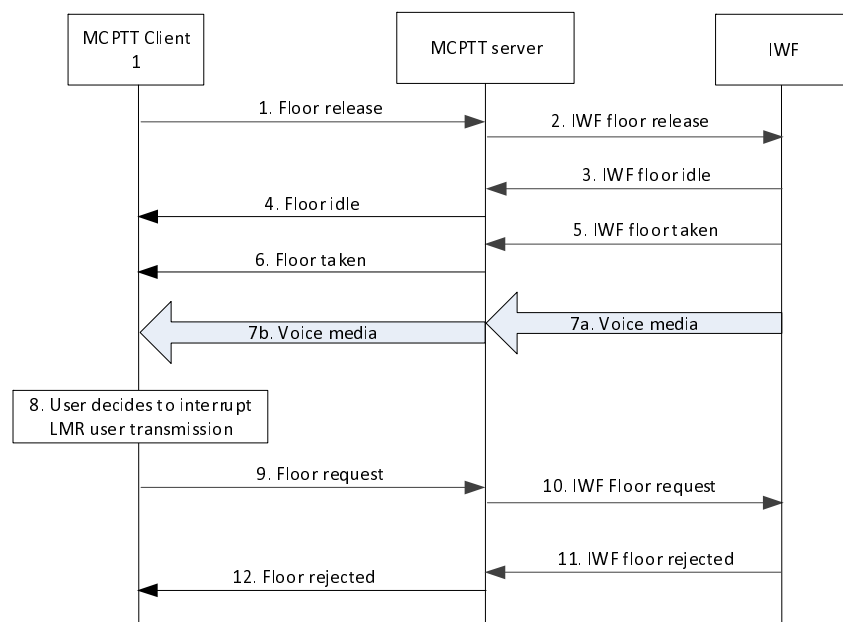 MCPTT Client
1
MCPTT server
IWF
1. Floor release
2. IWF floor release
3. IWF floor idle
4. Floor idle
5. IWF floor taken
6. Floor taken
7a. Voice media
7b. Voice media
8. User decides to interrupt
LMR user transmission
9. Floor request
10. IWF Floor request
11. IWF floor rejected
12. Floor rejected